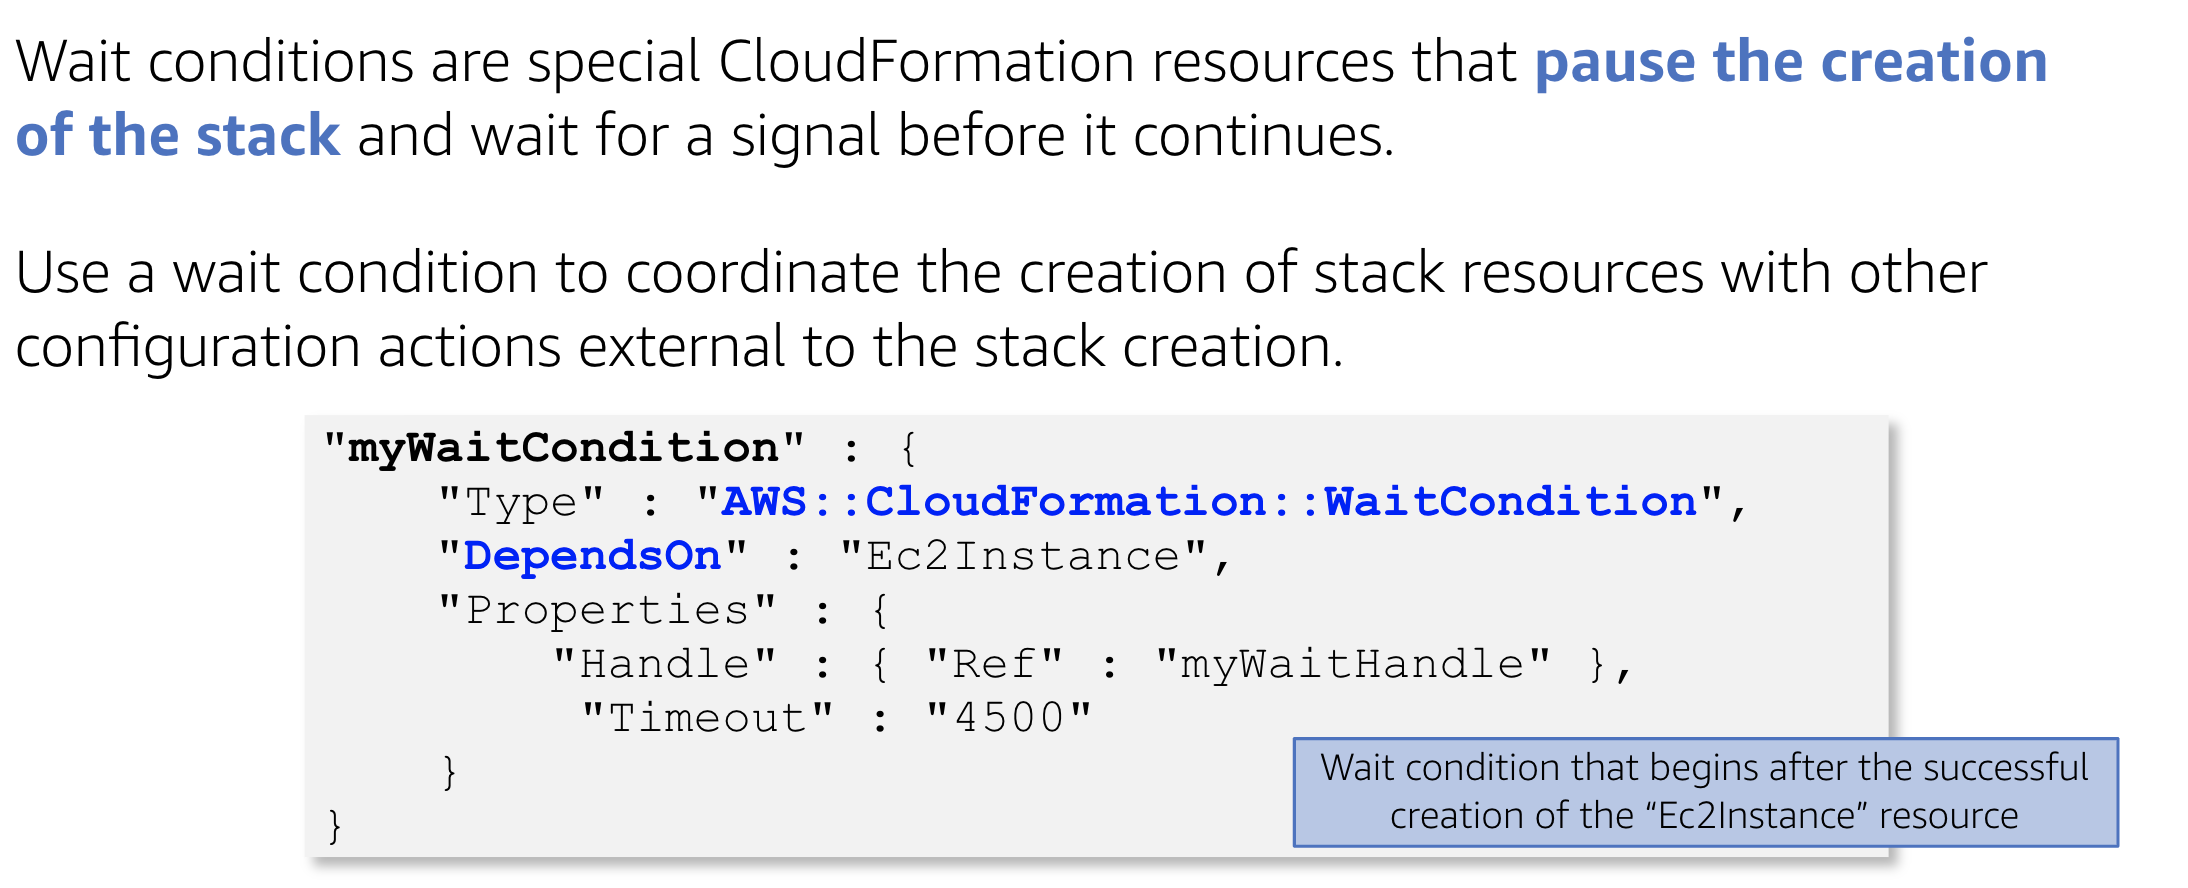 Wait conditions are special CloudFormation resources that pause the creation
of the stack and wait for a signal before it continues.
Use a wait condition to coordinate the creation of stack resources with other
configuration actions external to the stack creation.
"myWaitCondition" : {
    "Type" : "AWS::CloudFormation::WaitCondition",
    "DependsOn" : "Ec2Instance",
    "Properties" : {
        "Handle" : { "Ref" : "myWaitHandle" },
         "Timeout" : "4500"
    }
}
Wait condition that begins after the successful
creation of the “Ec2Instance” resource